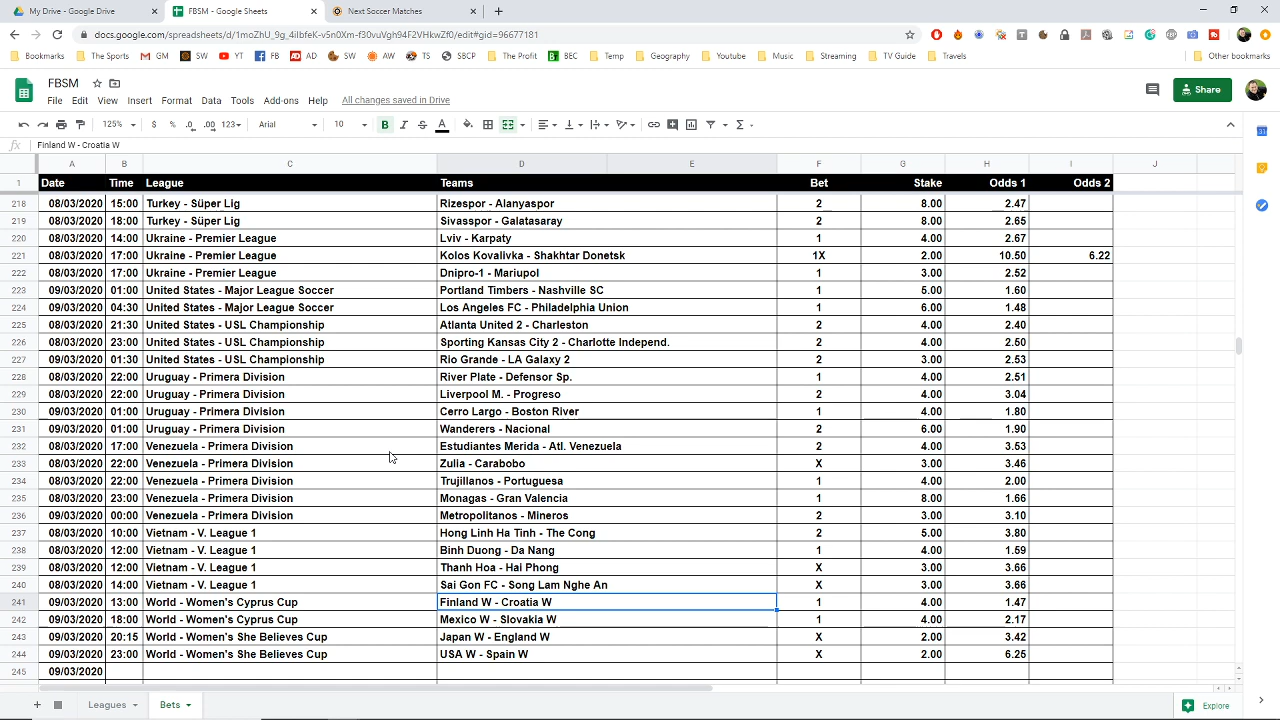 My Drive - Google Drive × FBSM - Google Sheets × Next Soccer Matches × +
docs.google.com/spreadsheets/d/1moZhU_9g_4iIbfeK-v5n0Xm-f30vuVgh94F2VHkwZf0/edit#gid=96677181
Bookmarks The Sports GM SW YT FB AD SW AW TS SBCP The Profit BEC Temp Geography Youtube Music Streaming TV Guide Travels Other bookmarks
FBSM
File Edit View Insert Format Data Tools Add-ons Help All changes saved in Drive Share
125% $ % .0 .00 123 Arial 10 B I S A
fx Finland W - Croatia W
A B C D E F G H I J
1 Date Time League Teams Bet Stake Odds 1 Odds 2
218 08/03/2020 15:00 Turkey - Süper Lig Rizespor - Alanyaspor 2 8.00 2.47
219 08/03/2020 18:00 Turkey - Süper Lig Sivasspor - Galatasaray 2 8.00 2.65
220 08/03/2020 14:00 Ukraine - Premier League Lviv - Karpaty 1 4.00 2.67
221 08/03/2020 17:00 Ukraine - Premier League Kolos Kovalivka - Shakhtar Donetsk 1X 2.00 10.50 6.22
222 08/03/2020 17:00 Ukraine - Premier League Dnipro-1 - Mariupol 1 3.00 2.52
223 09/03/2020 01:00 United States - Major League Soccer Portland Timbers - Nashville SC 1 5.00 1.60
224 09/03/2020 04:30 United States - Major League Soccer Los Angeles FC - Philadelphia Union 1 6.00 1.48
225 08/03/2020 21:30 United States - USL Championship Atlanta United 2 - Charleston 2 4.00 2.40
226 08/03/2020 23:00 United States - USL Championship Sporting Kansas City 2 - Charlotte Independ. 2 4.00 2.50
227 09/03/2020 01:30 United States - USL Championship Rio Grande - LA Galaxy 2 2 3.00 2.53
228 08/03/2020 22:00 Uruguay - Primera Division River Plate - Defensor Sp. 1 4.00 2.51
229 08/03/2020 22:00 Uruguay - Primera Division Liverpool M. - Progreso 2 4.00 3.04
230 09/03/2020 01:00 Uruguay - Primera Division Cerro Largo - Boston River 1 4.00 1.80
231 09/03/2020 01:00 Uruguay - Primera Division Wanderers - Nacional 2 6.00 1.90
232 08/03/2020 17:00 Venezuela - Primera Division Estudiantes Merida - Atl. Venezuela 2 4.00 3.53
233 08/03/2020 22:00 Venezuela - Primera Division Zulia - Carabobo X 3.00 3.46
234 08/03/2020 22:00 Venezuela - Primera Division Trujillanos - Portuguesa 1 4.00 2.00
235 08/03/2020 23:00 Venezuela - Primera Division Monagas - Gran Valencia 1 8.00 1.66
236 09/03/2020 00:00 Venezuela - Primera Division Metropolitanos - Mineros 2 3.00 3.10
237 08/03/2020 10:00 Vietnam - V. League 1 Hong Linh Ha Tinh - The Cong 2 5.00 3.80
238 08/03/2020 12:00 Vietnam - V. League 1 Binh Duong - Da Nang 1 4.00 1.59
239 08/03/2020 12:00 Vietnam - V. League 1 Thanh Hoa - Hai Phong X 3.00 3.66
240 08/03/2020 14:00 Vietnam - V. League 1 Sai Gon FC - Song Lam Nghe An X 3.00 3.66
241 09/03/2020 13:00 World - Women's Cyprus Cup Finland W - Croatia W 1 4.00 1.47
242 09/03/2020 18:00 World - Women's Cyprus Cup Mexico W - Slovakia W 1 4.00 2.17
243 09/03/2020 20:15 World - Women's She Believes Cup Japan W - England W X 2.00 3.42
244 09/03/2020 23:00 World - Women's She Believes Cup USA W - Spain W X 2.00 6.25
245 09/03/2020
+ Leagues Bets Explore